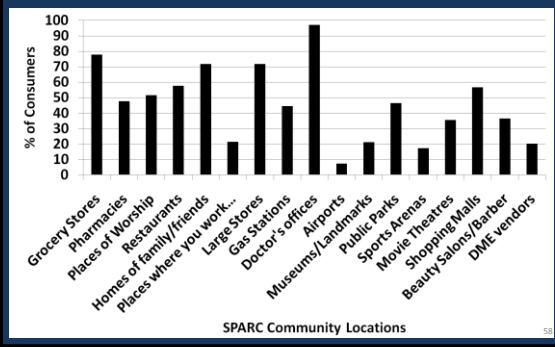 100
90
80
70
60
50
40
30
20
10
0
% of Consumers
Grocery Stores
Pharmacies
Places of Worship
Restaurants
Homes of family/friends
Places where you work...
Large Stores
Gas Stations
Doctor's offices
Airports
Museums/Landmarks
Public Parks
Sports Arenas
Movie Theatres
Shopping Malls
Beauty Salons/Barber
DME vendors
SPARC Community Locations
58